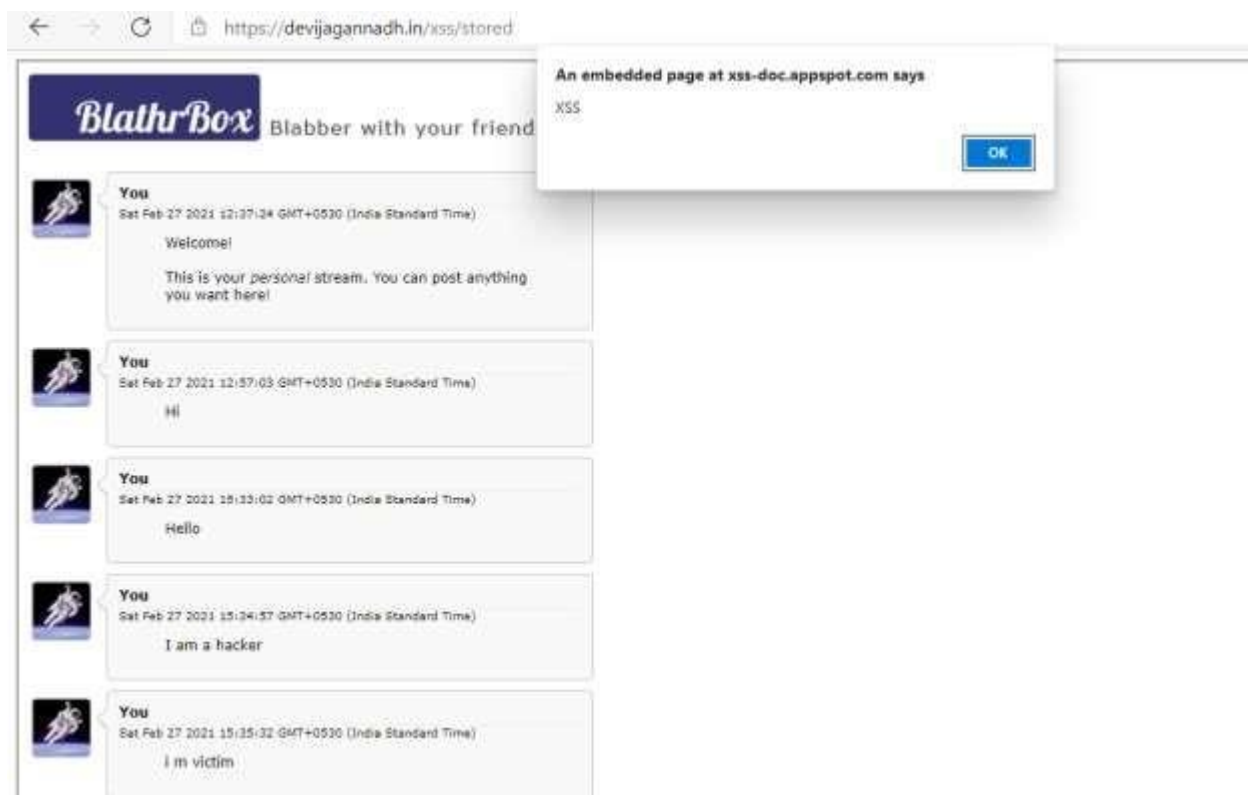 https://devijagannadh.in/xss/stored
An embedded page at xss-doc.appspot.com says
XSS
OK
BlathrBox Blabber with your friend
You
Sat Feb 27 2021 12:37:24 GMT+0530 (India Standard Time)
Welcome!
This is your personal stream. You can post anything
you want here!
You
Sat Feb 27 2021 12:57:03 GMT+0530 (India Standard Time)
Hi
You
Sat Feb 27 2021 15:33:02 GMT+0530 (India Standard Time)
Hello
You
Sat Feb 27 2021 15:34:57 GMT+0530 (India Standard Time)
I am a hacker
You
Sat Feb 27 2021 15:35:32 GMT+0530 (India Standard Time)
i m victim